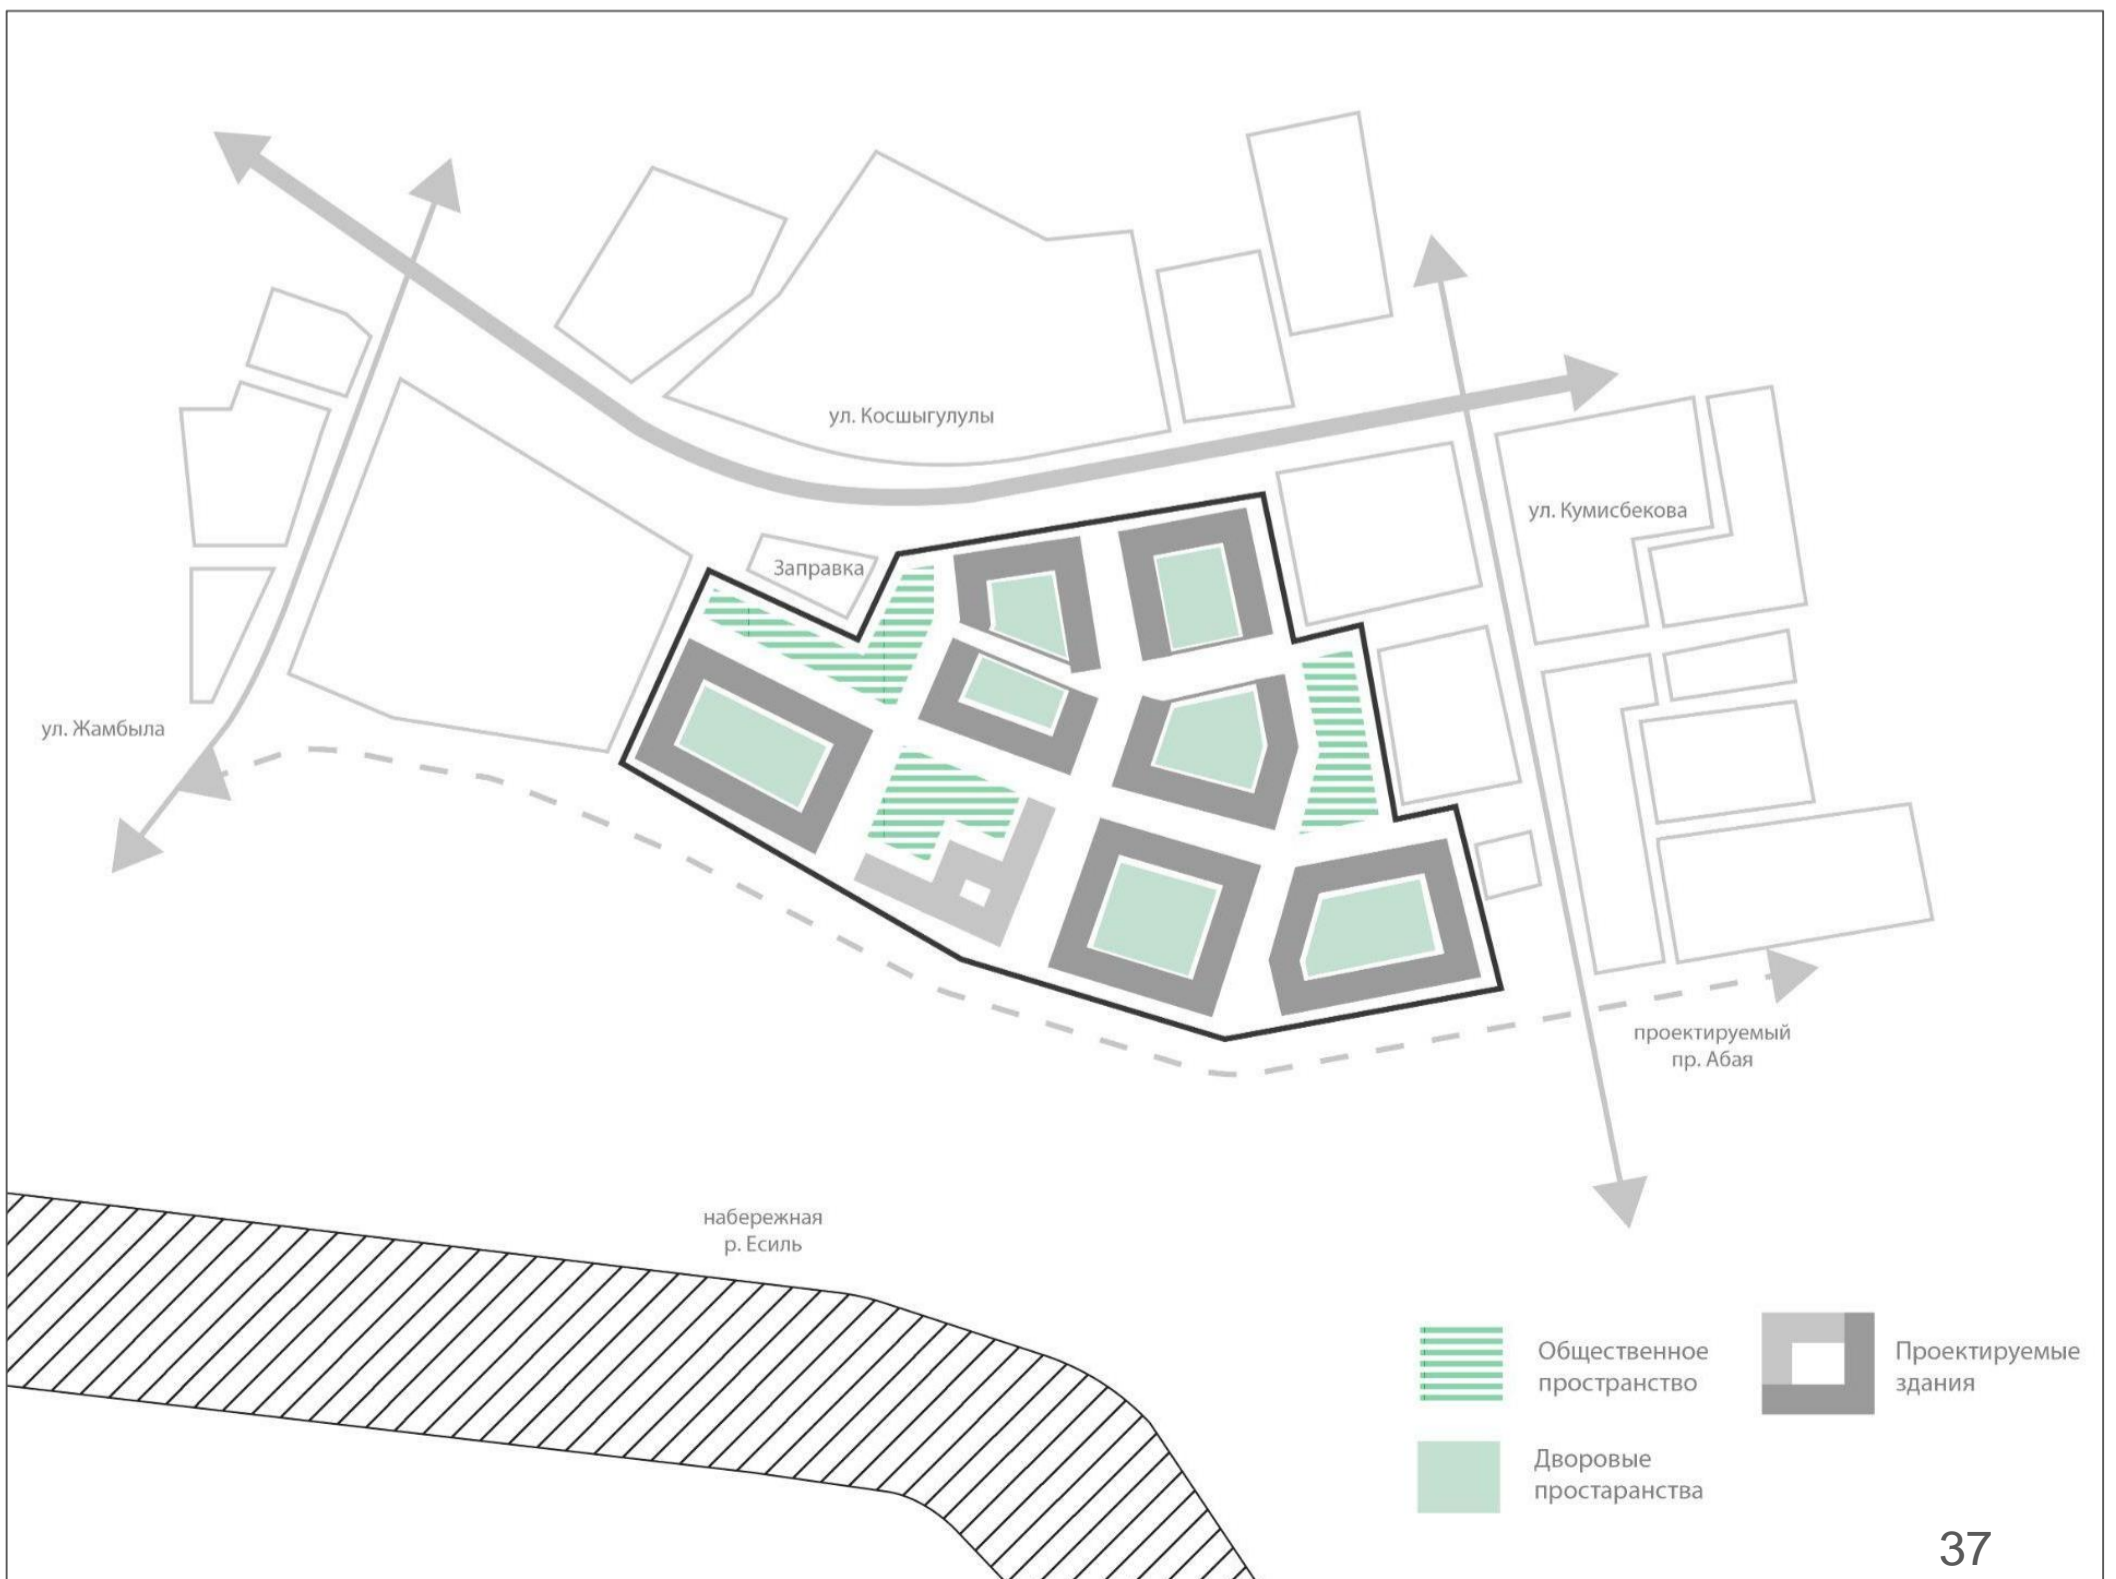 ул. Косшыгулулы
ул. Кумисбекова
Заправка
ул. Жамбыла
проектируемый
пр. Абая
набережная
р. Есиль
Общественное
пространство
Проектируемые
здания
Дворовые
простаранства
37